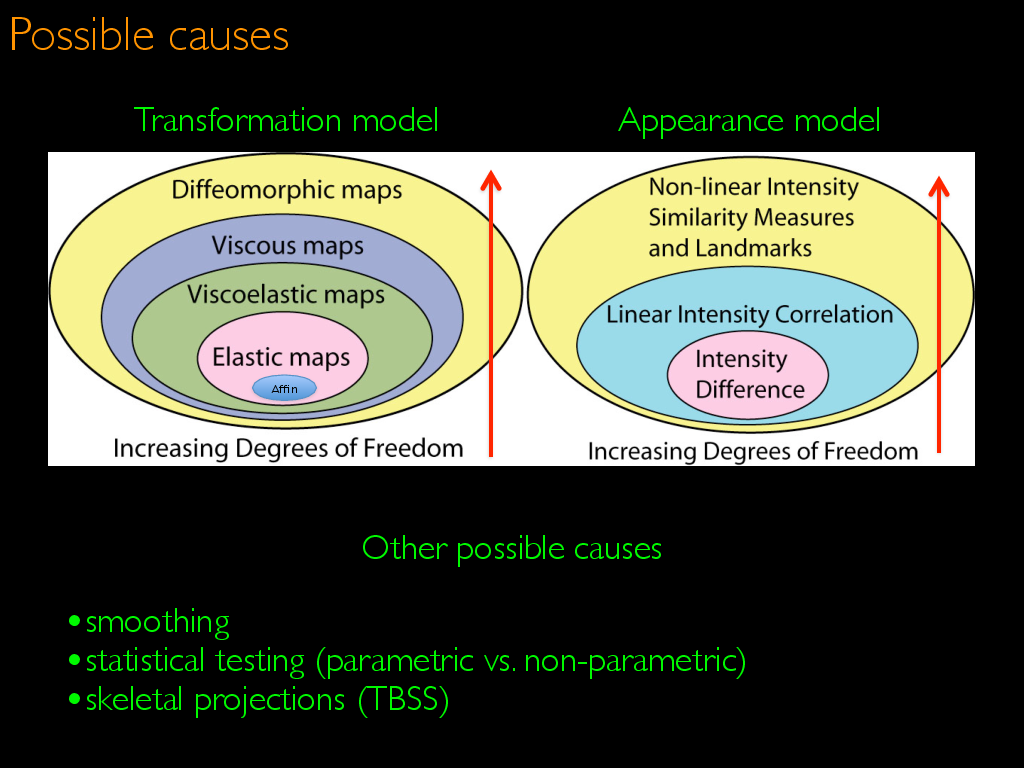 Possible causes
Transformation model
Diffeomorphic maps
Viscous maps
Viscoelastic maps
Elastic maps
Affin
Increasing Degrees of Freedom
Appearance model
Non-linear Intensity
Similarity Measures
and Landmarks
Linear Intensity Correlation
Intensity
Difference
Increasing Degrees of Freedom
Other possible causes
•smoothing
•statistical testing (parametric vs. non-parametric)
•skeletal projections (TBSS)